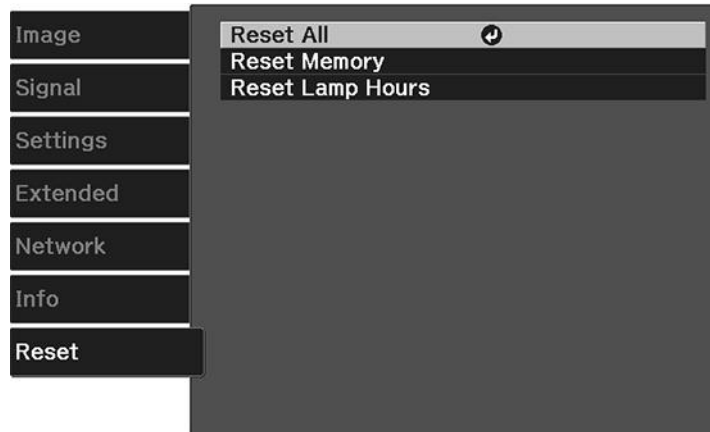 Image
Signal
Settings
Extended
Network
Info
Reset
Reset All
Reset Memory
Reset Lamp Hours